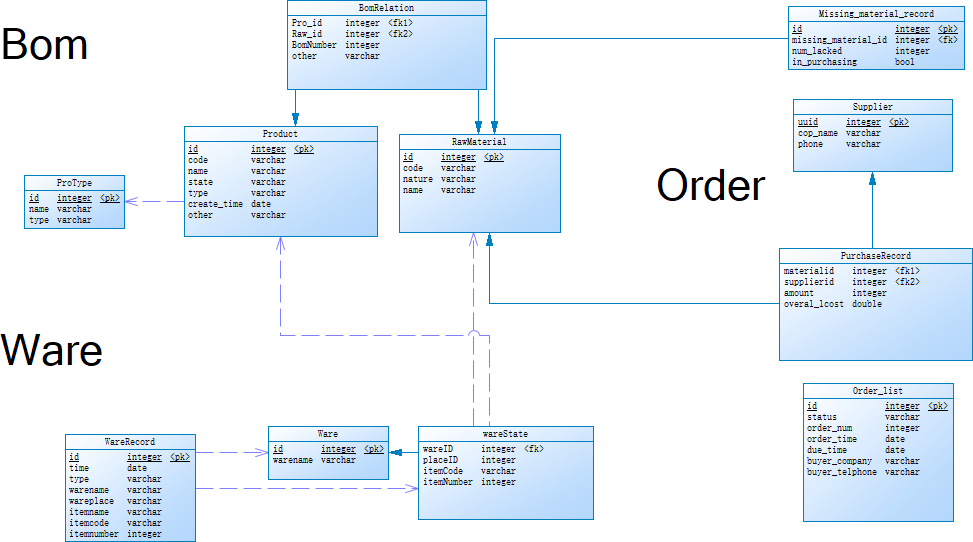 Bom
BomRelation
Pro_id integer <fk1>
Raw_id integer <fk2>
BomNumber integer
other varchar
Missing_material_record
id integer <pk>
missing_material_id integer <fk>
num_lacked integer
in_purchasing bool
Product
id integer <pk>
code varchar
name varchar
state varchar
type varchar
create_time date
other varchar
RawMaterial
id integer <pk>
code varchar
nature varchar
name varchar
Supplier
uuid integer <pk>
cop_name varchar
phone varchar
ProType
id integer <pk>
name varchar
type varchar
Order
PurchaseRecord
materialid integer <fk1>
supplierid integer <fk2>
amount integer
overal_lcost double
Ware
WareRecord
id integer <pk>
time date
type varchar
warename varchar
wareplace varchar
itemname varchar
itemcode varchar
itemnumber integer
Ware
id integer <pk>
warename varchar
wareState
wareID integer <fk>
placeID integer
itemCode varchar
itemNumber integer
Order_list
id integer <pk>
status varchar
order_num integer
order_time date
due_time date
buyer_company varchar
buyer_telphone varchar